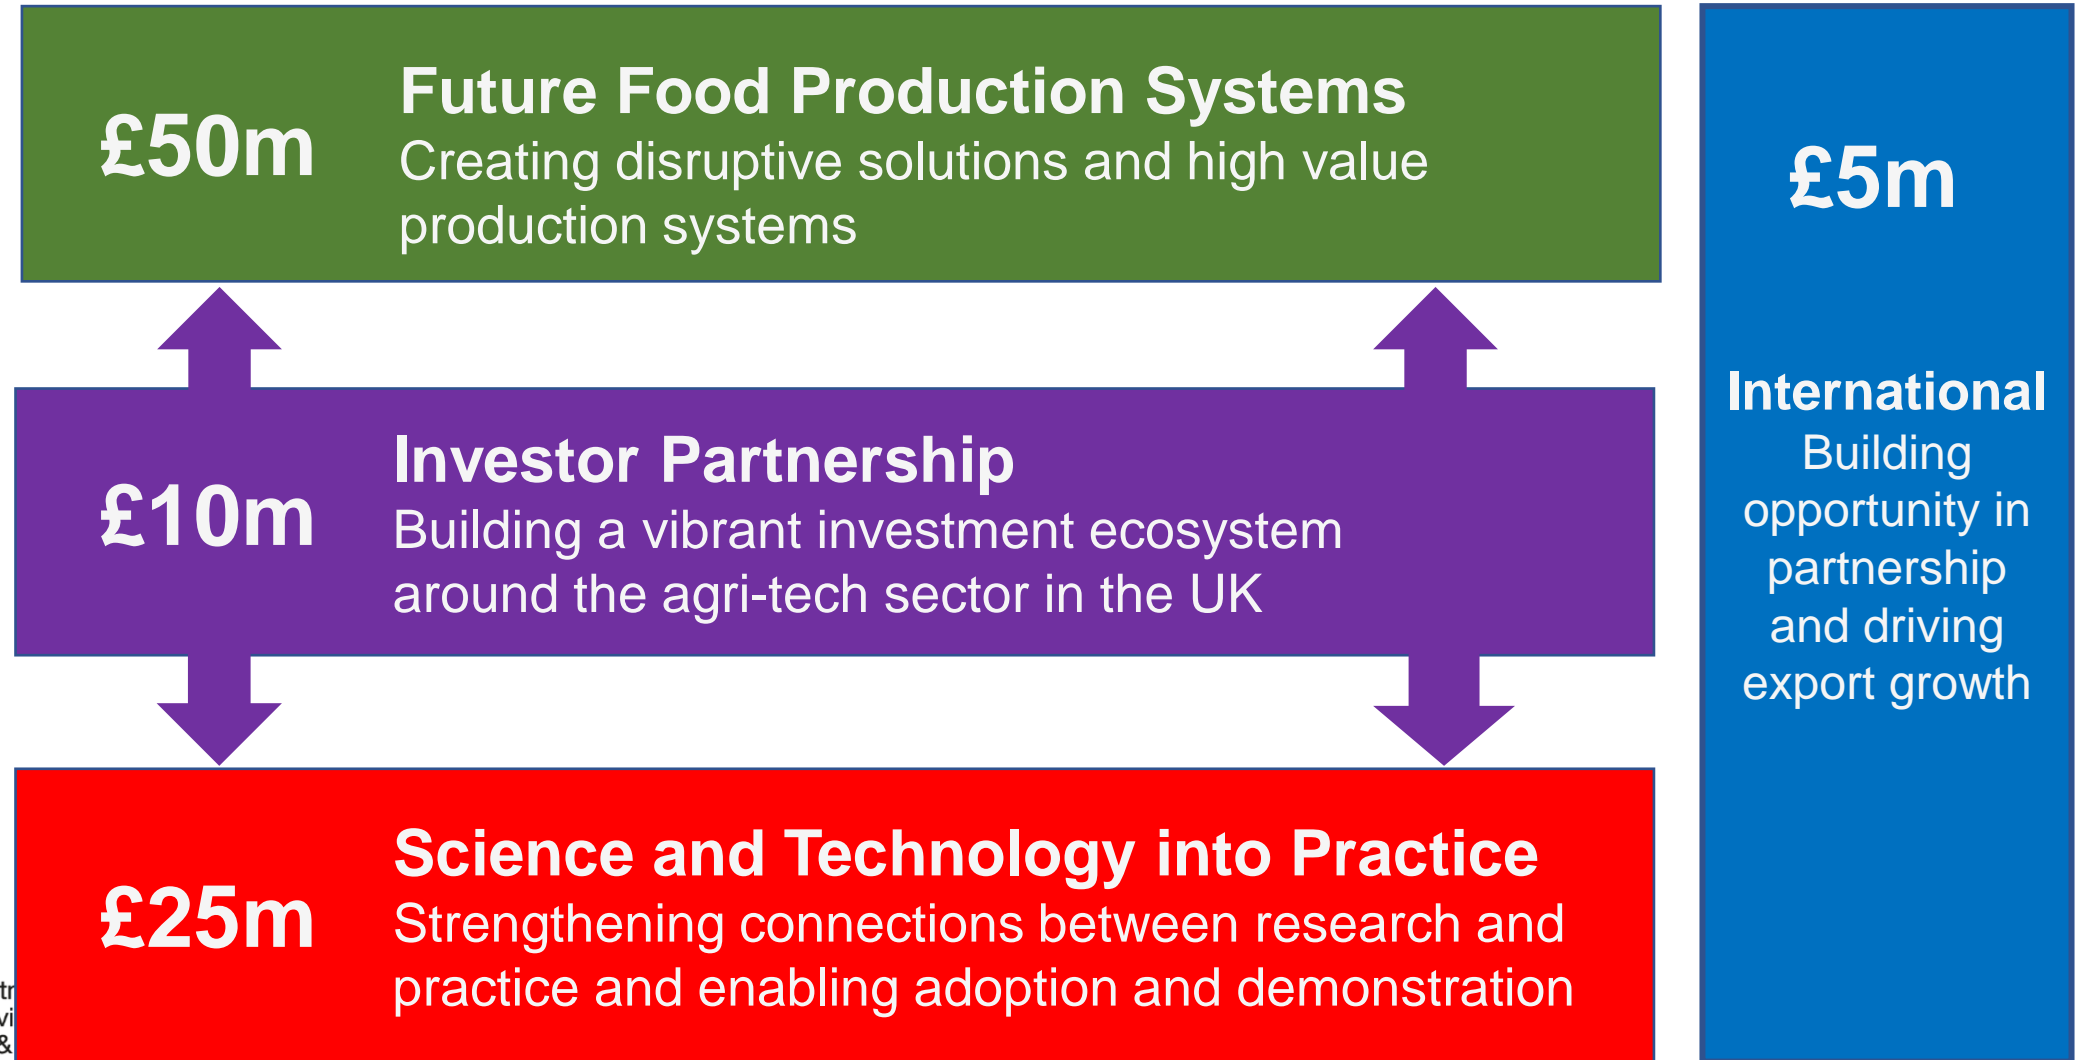 £50m
Future Food Production Systems
Creating disruptive solutions and high value
production systems
£10m
Investor Partnership
Building a vibrant investment ecosystem
around the agri-tech sector in the UK
£25m
Science and Technology into Practice
Strengthening connections between research and
practice and enabling adoption and demonstration
£5m
International
Building
opportunity in
partnership
and driving
export growth
&